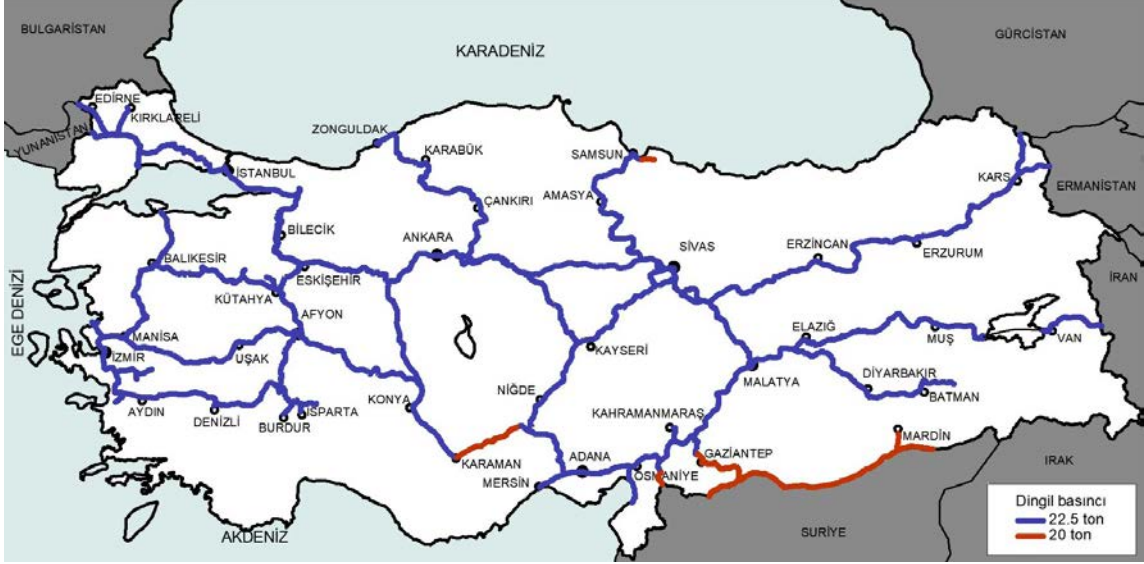 BULGARİSTAN
GÜRCİSTAN
KARADENİZ
EDİRNE
KIRKLARELİ
YUNANİSTAN
ZONGULDAK
KARABÜK
SAMSUN
İSTANBUL
KARS
ERMANİSTAN
AMASYA
ÇANKIRI
BİLECİK
ANKARA
SİVAS
ERZİNCAN
ERZURUM
BALIKESİR
ESKİŞEHİR
İRAN
EGE DENİZİ
KÜTAHYA
AFYON
ELAZIĞ
MANİSA
MUŞ
VAN
İZMİR
UŞAK
KAYSERİ
MALATYA
DİYARBAKIR
NİĞDE
BATMAN
AYDIN
DENİZLİ
BURDUR
ISPARTA
KONYA
KAHRAMANMARAŞ
MARDİN
KARAMAN
ADANA
GAZİANTEP
IRAK
MERSİN
OSMANİYE
Dingil basıncı
22.5 ton
20 ton
AKDENİZ
SURİYE